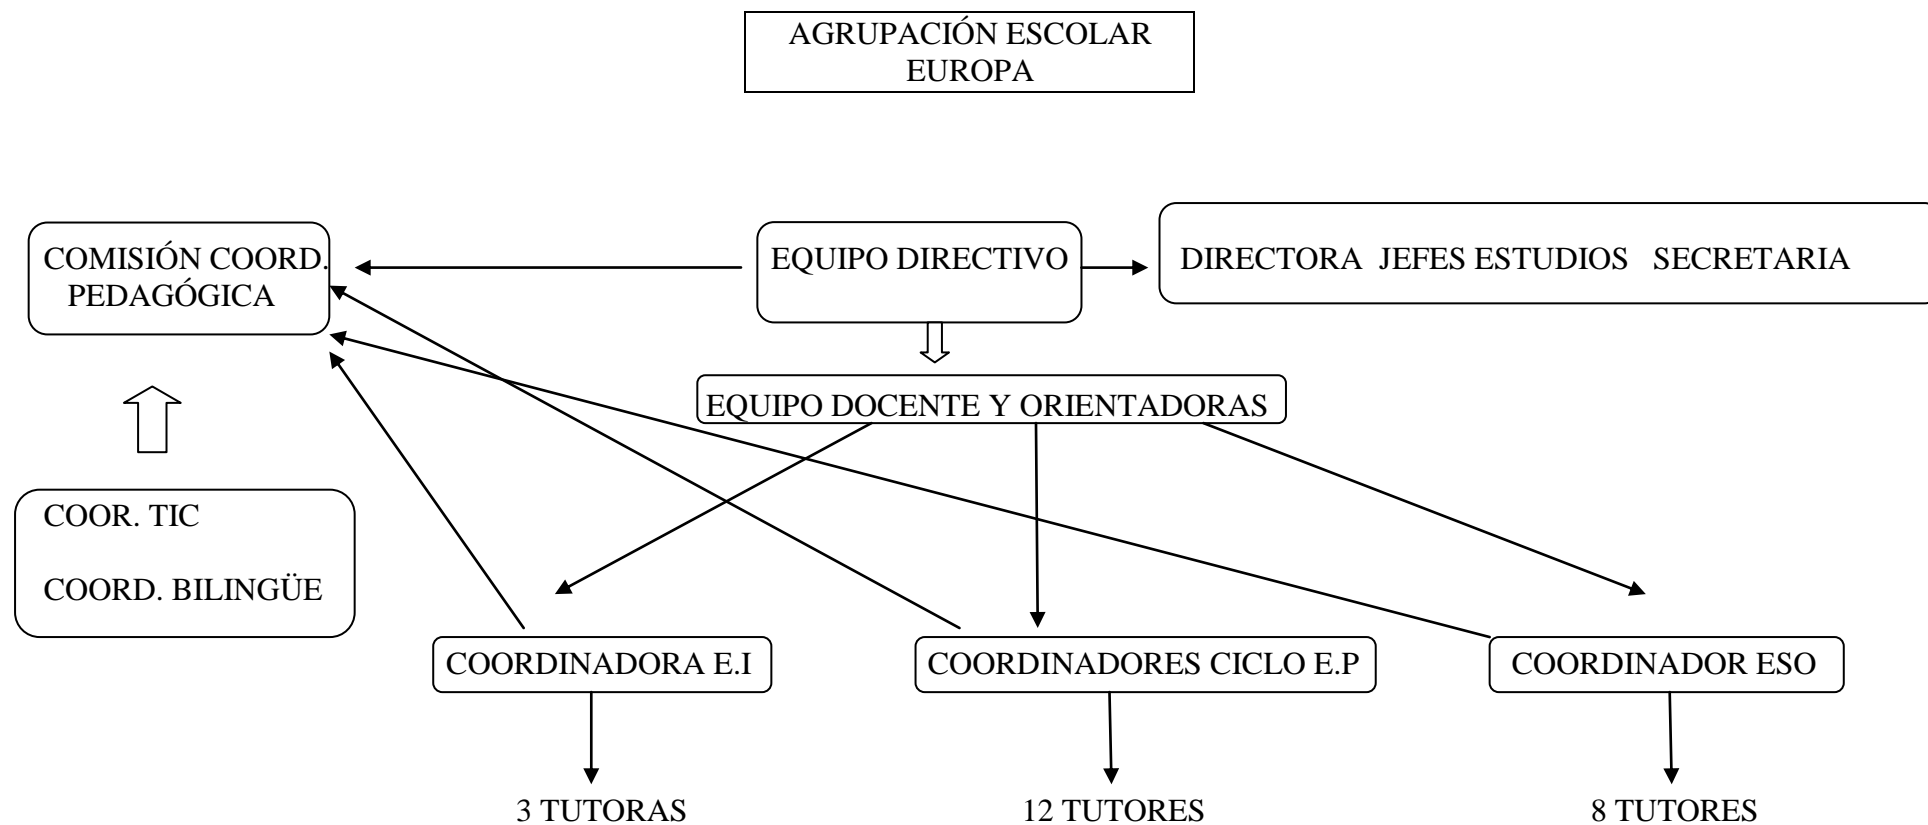 AGRUPACIÓN ESCOLAR
EUROPA
COMISIÓN COORD.
PEDAGÓGICA
EQUIPO DIRECTIVO
DIRECTORA JEFES ESTUDIOS SECRETARIA
EQUIPO DOCENTE Y ORIENTADORAS
COOR. TIC
COORD. BILINGÜE
COORDINADORA E.I
COORDINADORES CICLO E.P
COORDINADOR ESO
3 TUTORAS
12 TUTORES
8 TUTORES